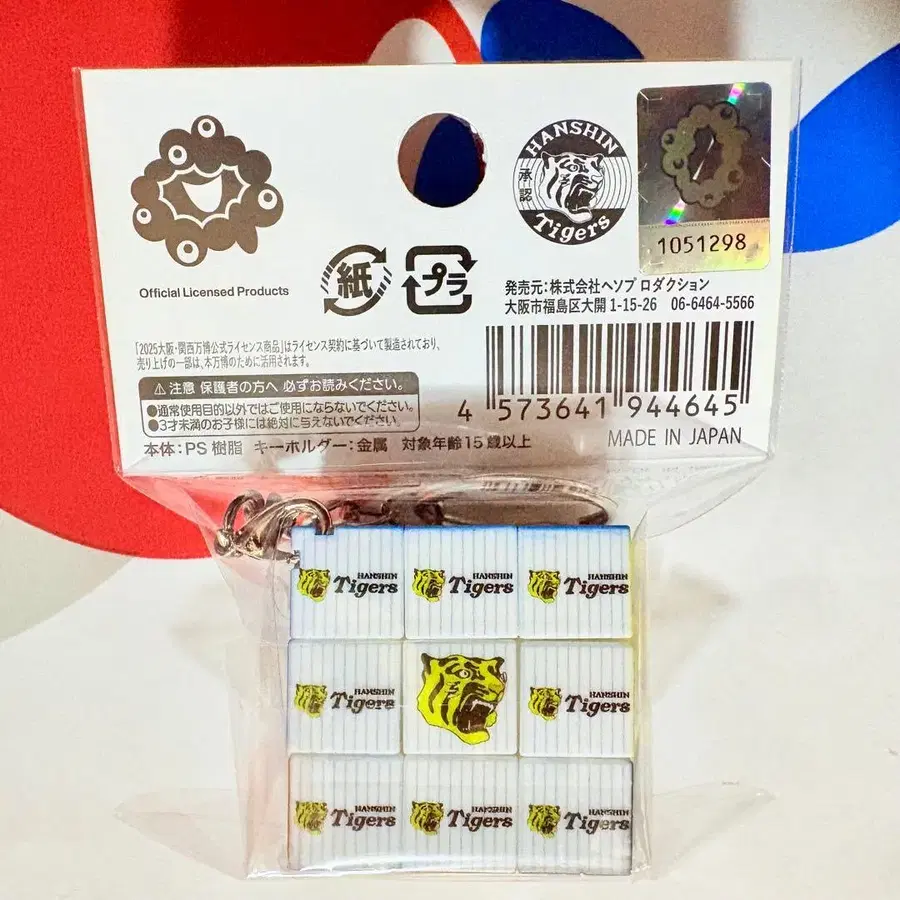 HANSHIN
承認
Tigers
1051298
Official Licensed Products
紙
プラ
発売元:株式会社ヘソプロダクション
大阪市福島区大開 1-15-26 06-6464-5566
「2025大阪・関西万博公式ライセンス商品」はライセンス契約に基づいて製造されており、
売り上げの一部は、本万博のために活用されます。
⚠注意 保護者の方へ 必ずお読みください。
●通常使用目的以外ではご使用にならないでください。
●3才未満のお子様には絶対に与えないでください。
本体:PS 樹脂 キーホルダー:金属 対象年齢15歳以上
4 573641 944645
MADE IN JAPAN
HANSHIN Tigers
HANSHIN Tigers
HANSHIN Tigers
HANSHIN Tigers
HANSHIN Tigers
HANSHIN Tigers
HANSHIN Tigers
HANSHIN Tigers